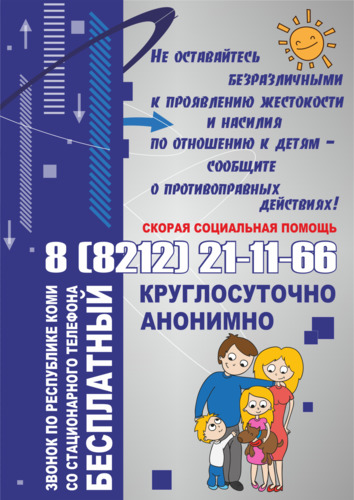 Не оставайтесь
безразличными
к проявлению жестокости
и насилия
по отношению к детям –
сообщите
о противоправных
действиях!
СКОРАЯ СОЦИАЛЬНАЯ ПОМОЩЬ
8 (8212) 21-11-66
КРУГЛОСУТОЧНО
АНОНИМНО
ЗВОНОК ПО РЕСПУБЛИКЕ КОМИ
СО СТАЦИОНАРНОГО ТЕЛЕФОНА
БЕСПЛАТНЫЙ